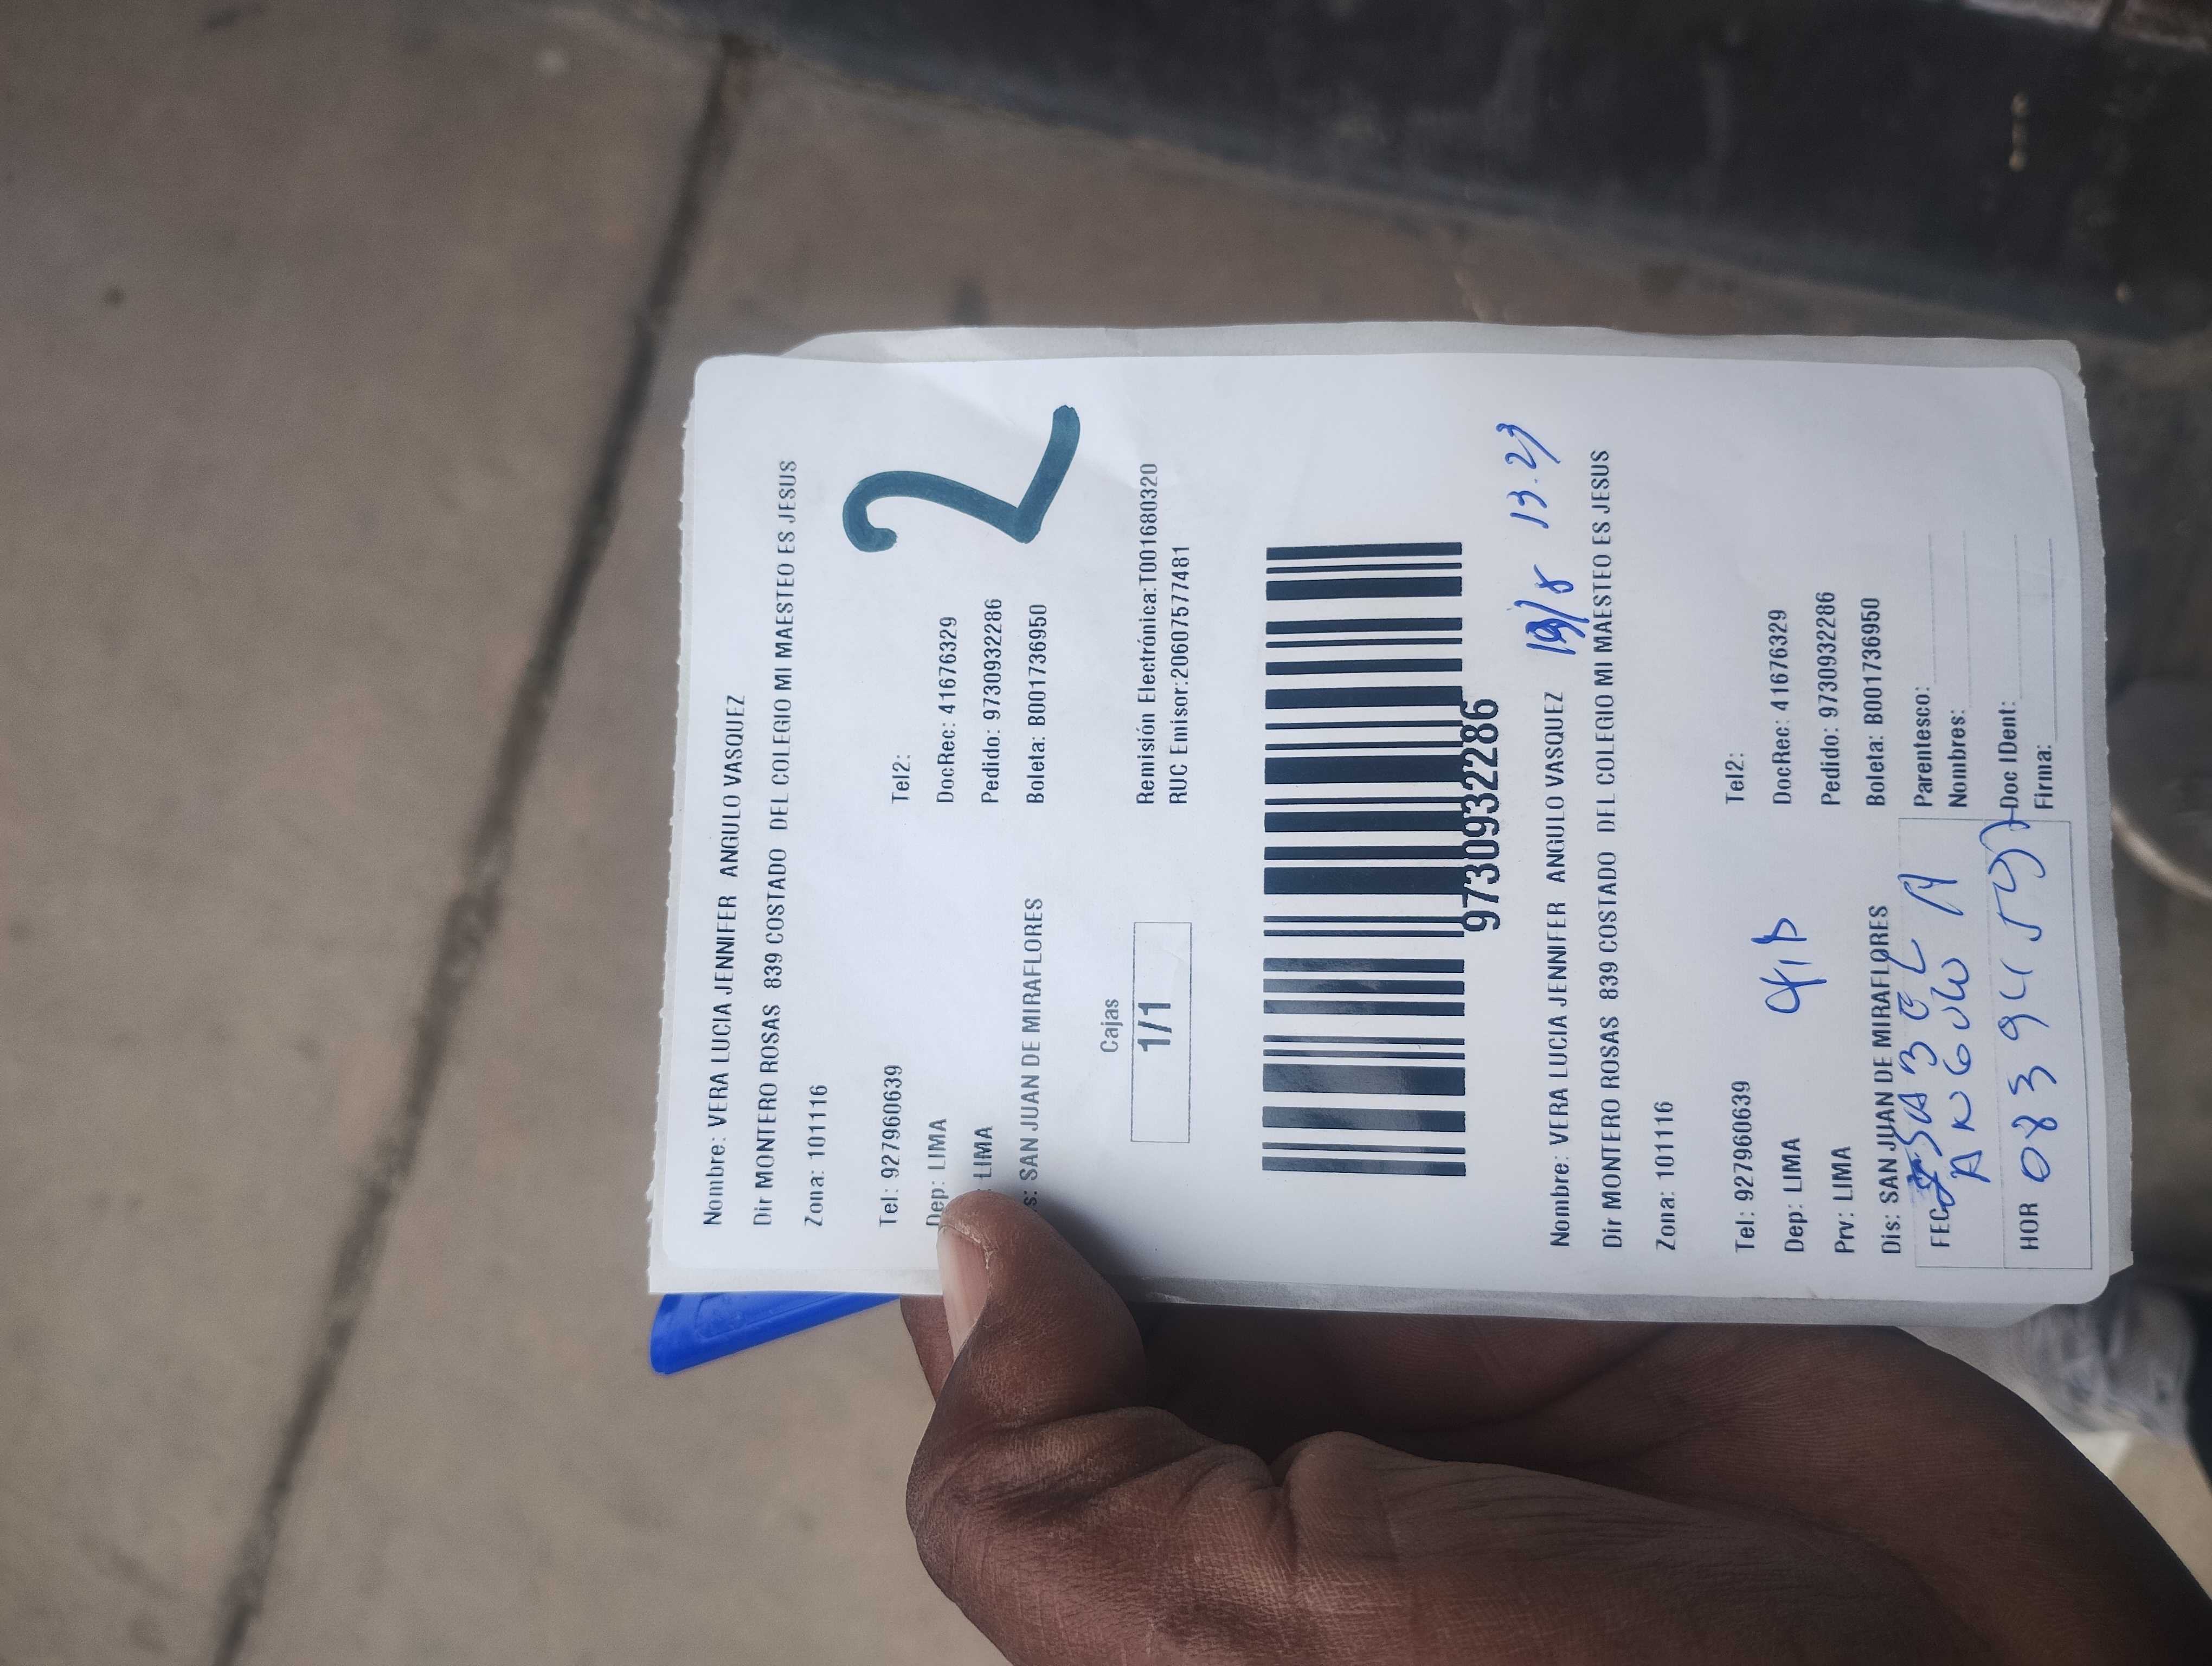 Nombre: VERA LUCIA JENNIFER ANGULO VASQUEZ
Dir MONTERO ROSAS 839 COSTADO DEL COLEGIO MI MAESTEO ES JESUS
Zona: 101116
2
Tel: 927960639 Tel2:
Dep: LIMA DocRec: 41676329
: LIMA Pedido: 9730932286
s: SAN JUAN DE MIRAFLORES Boleta: B001736950
Cajas
1/1
Remisión Electrónica:T001680320
RUC Emisor:20607577481
9730932286
19/8 13.23
Nombre: VERA LUCIA JENNIFER ANGULO VASQUEZ
Dir MONTERO ROSAS 839 COSTADO DEL COLEGIO MI MAESTEO ES JESUS
Zona: 101116
Tel: 927960639 Tel2:
Dep: LIMA DocRec: 41676329
Prv: LIMA Pedido: 9730932286
Dis: SAN JUAN DE MIRAFLORES Boleta: B001736950
FEC Parentesco:
ANGULO Nombres:
HOR Doc IDent:
Firma: